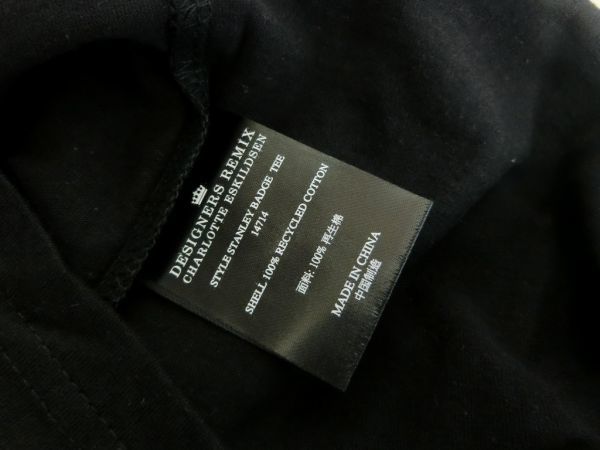 DESIGNERS REMIX
CHARLOTTE ESKILDSEN
STYLE STANLEY BADGE TEE
14714
SHELL 100% RECYCLED COTTON
面料: 100% 再生棉
MADE IN CHINA
中国制造